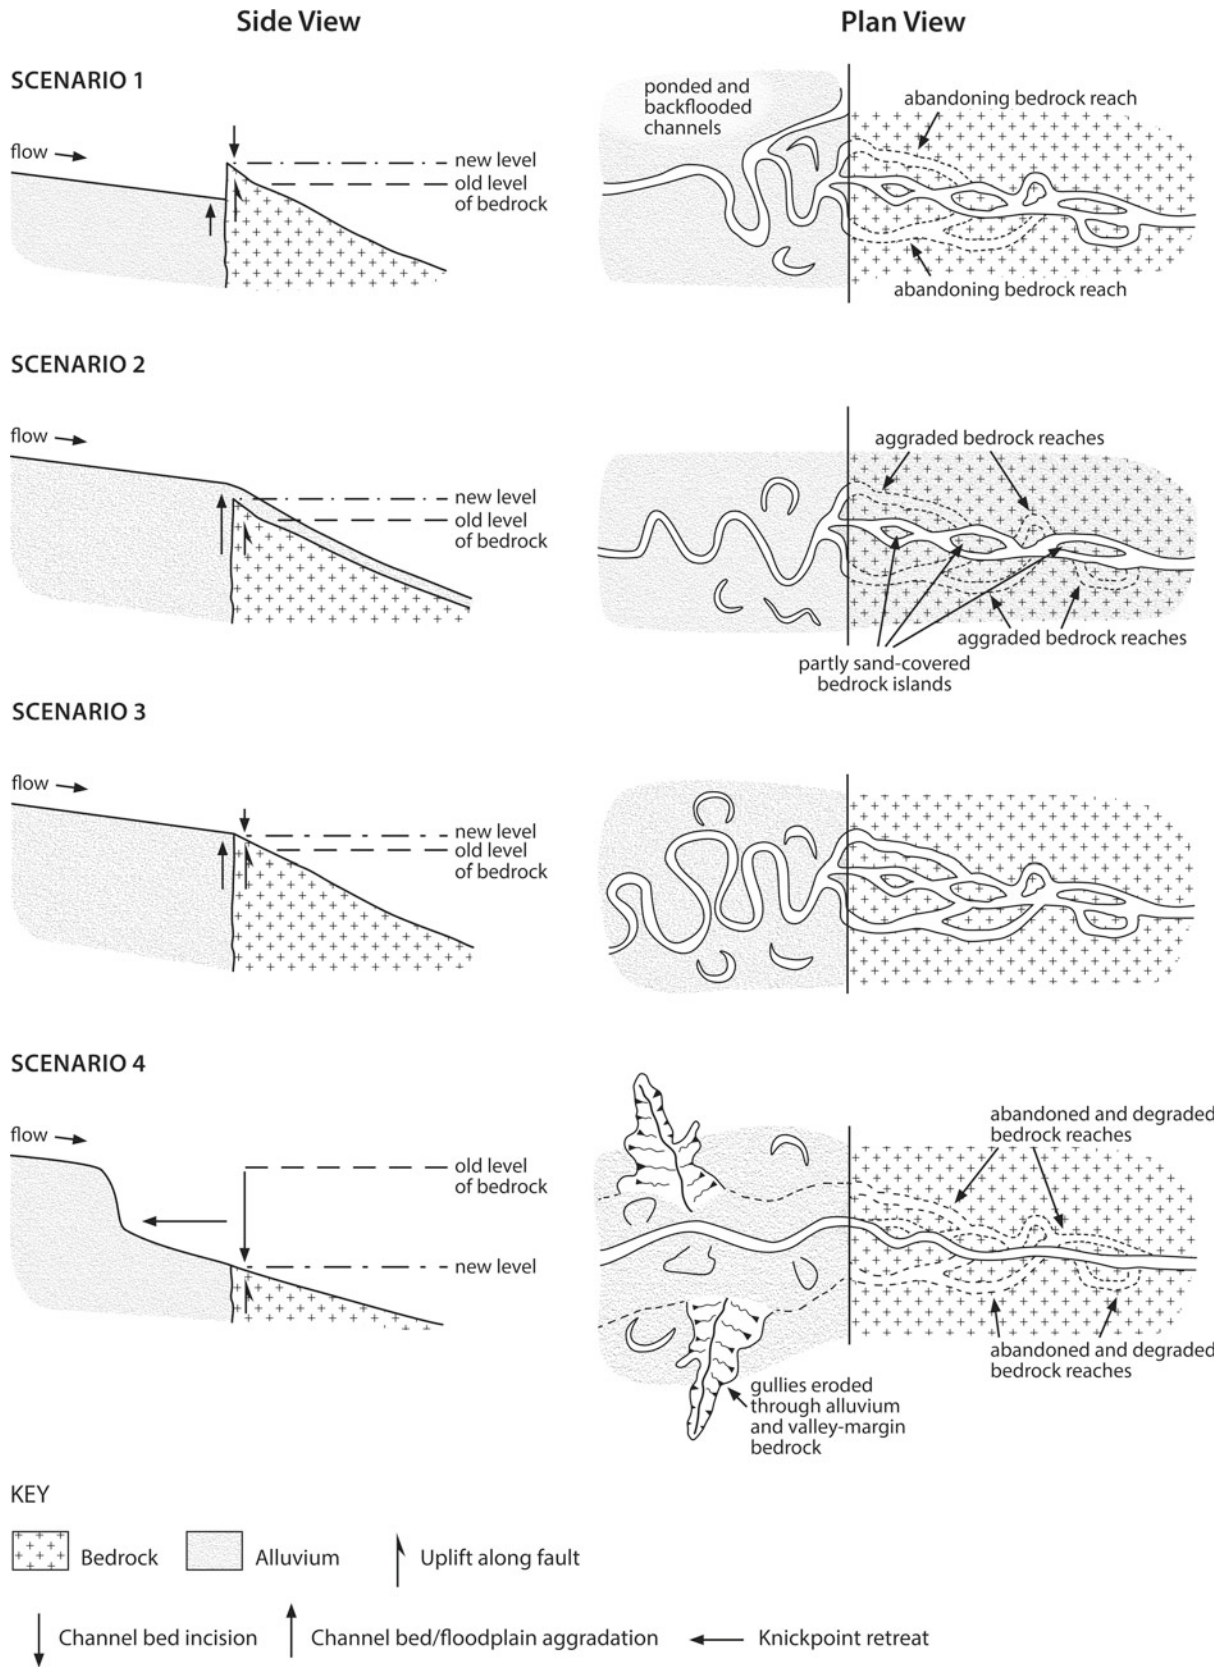 Side View
Plan View
SCENARIO 1
flow
new level
old level
of bedrock
ponded and
backflooded
channels
abandoning bedrock reach
abandoning bedrock reach
SCENARIO 2
flow
new level
old level
of bedrock
aggraded bedrock reaches
aggraded bedrock reaches
partly sand-covered
bedrock islands
SCENARIO 3
flow
new level
old level
of bedrock
SCENARIO 4
flow
old level
of bedrock
new level
abandoned and degraded
bedrock reaches
abandoned and degraded
bedrock reaches
gullies eroded
through alluvium
and valley-margin
bedrock
KEY
Bedrock
Alluvium
Uplift along fault
Channel bed incision
Channel bed/floodplain aggradation
Knickpoint retreat